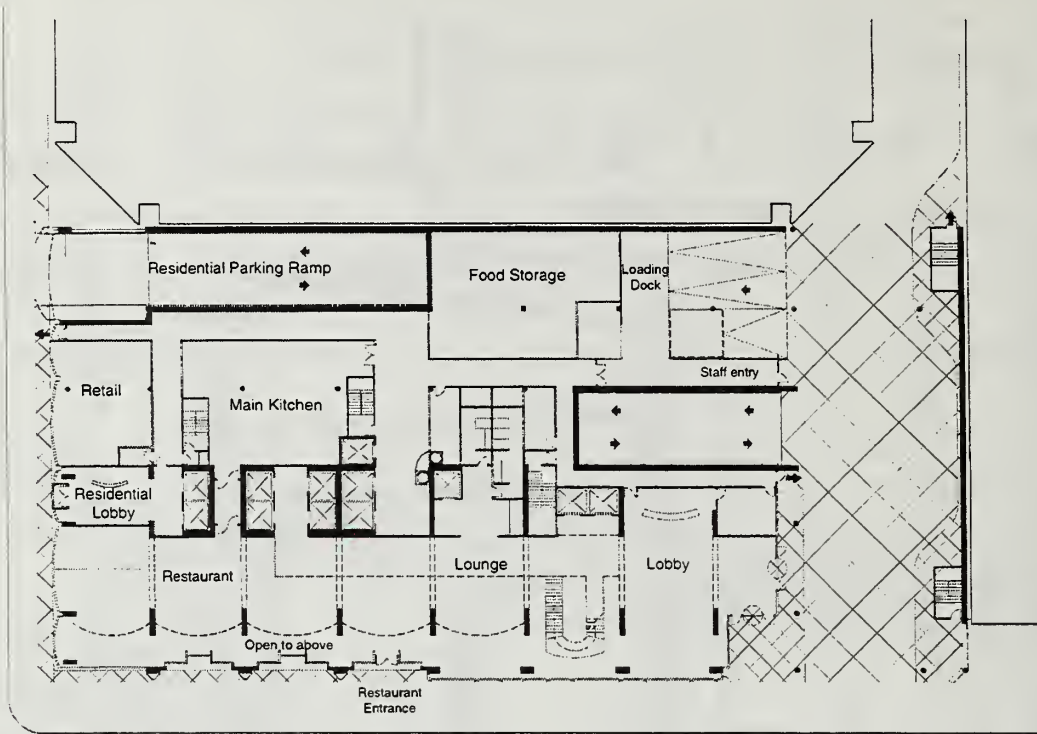 Residential Parking Ramp
Food Storage
Loading
Dock
Staff entry
Retail
Main Kitchen
Residential
Lobby
Restaurant
Lounge
Lobby
Open to above
Restaurant
Entrance